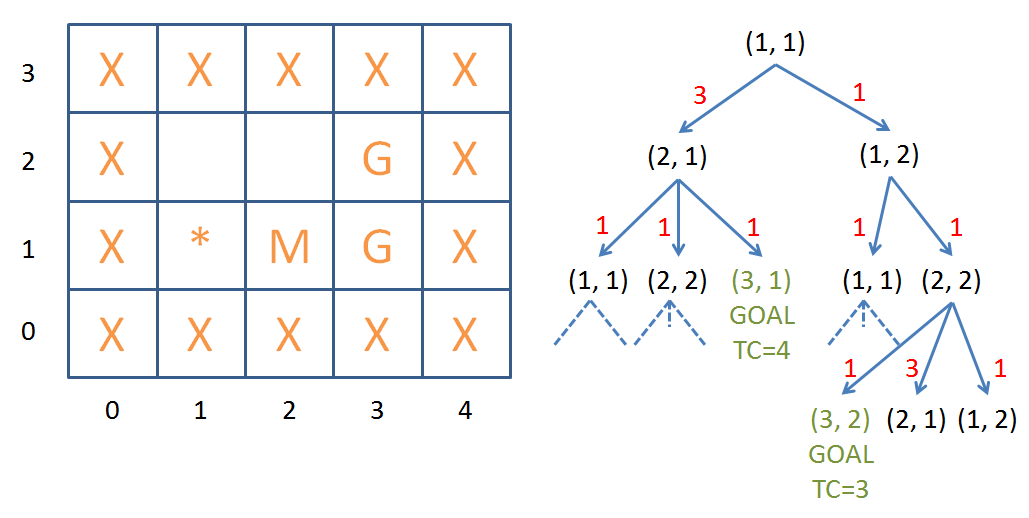 3 X X X X X
2 X G X
1 X * M G X
0 X X X X X
0 1 2 3 4
(1, 1)
3 1
(2, 1) (1, 2)
1 1 1 1 1
(1, 1) (2, 2) (3, 1) (1, 1) (2, 2)
GOAL
TC=4
1 3 1
(3, 2) (2, 1) (1, 2)
GOAL
TC=3